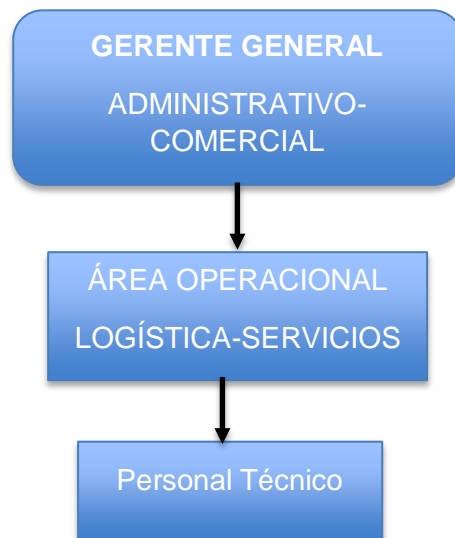 GERENTE GENERAL
ADMINISTRATIVO-
COMERCIAL
ÁREA OPERACIONAL
LOGÍSTICA-SERVICIOS
Personal Técnico